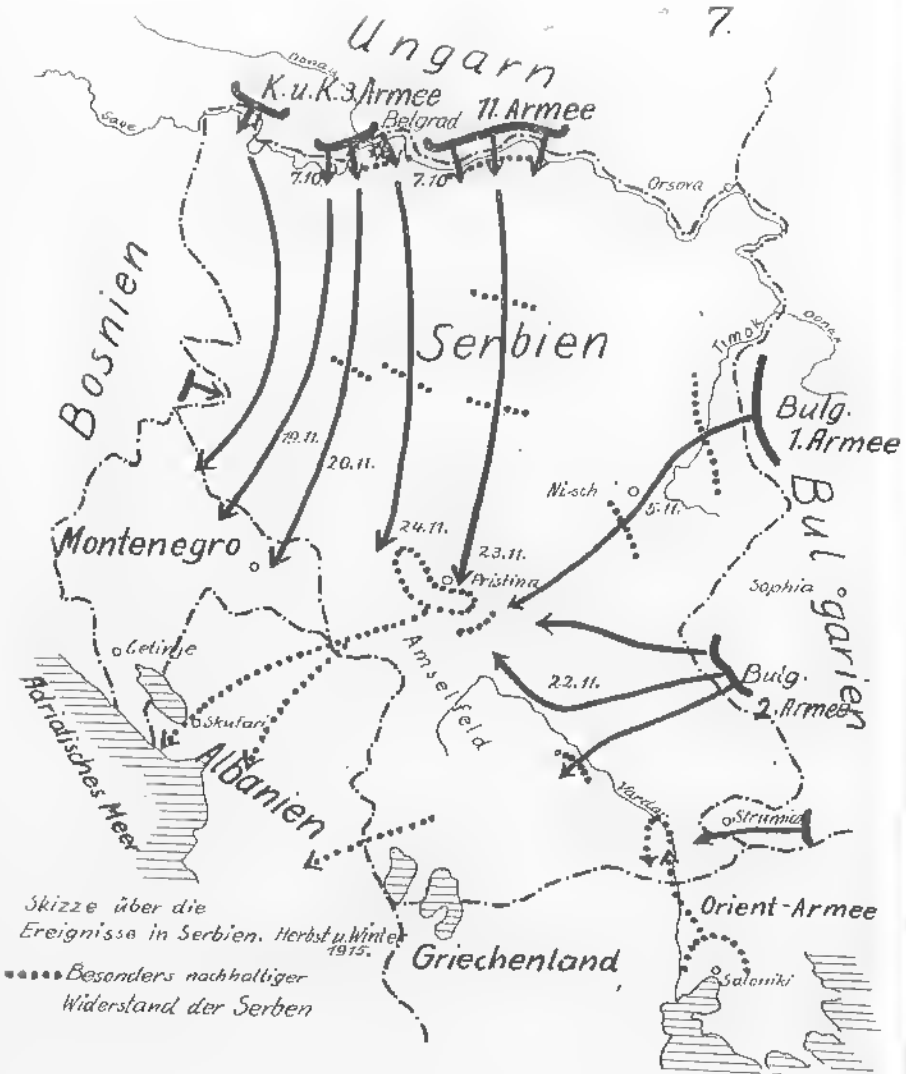 7.
Ungarn
Donau
K.u.K.3.Armee
11.Armee
Save
Belgrad
7.10.
7.10
Orsova
Bosnien
Serbien
Timok
Donau
Bulg.
1.Armee
19.11.
20.11.
Nisch
5.11.
Bulgarien
Montenegro
24.11.
23.11.
Pristina
Sophia
Cetinje
Amselfeld
22.11.
Bulg.
2.Armee
Adriatisches Meer
Skutari
Albanien
Vardar
Strumica
Orient-Armee
Skizze über die
Ereignisse in Serbien. Herbst u. Winter
1915.
Griechenland
Besonders nachhaltiger
Widerstand der Serben
Saloniki